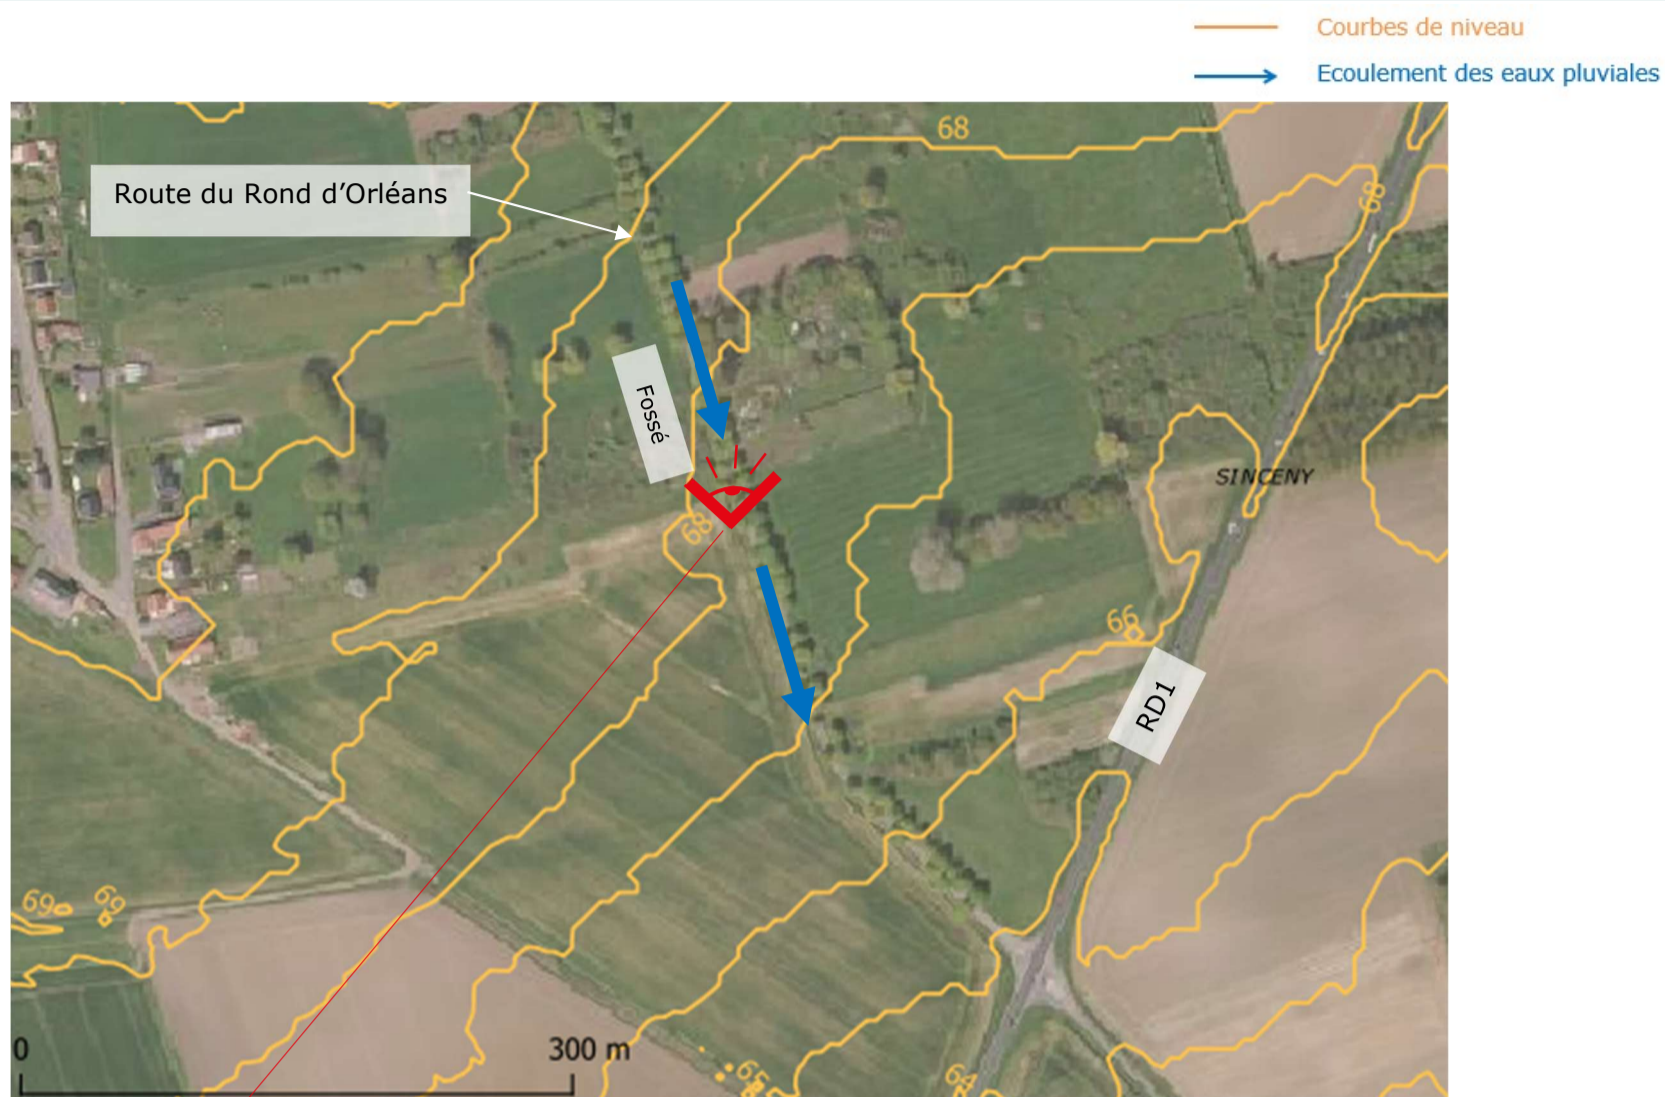 Courbes de niveau
Ecoulement des eaux pluviales
68
Route du Rond d’Orléans
68
Fossé
SINCENY
68
66
RD1
69
69
0
300 m
65
64